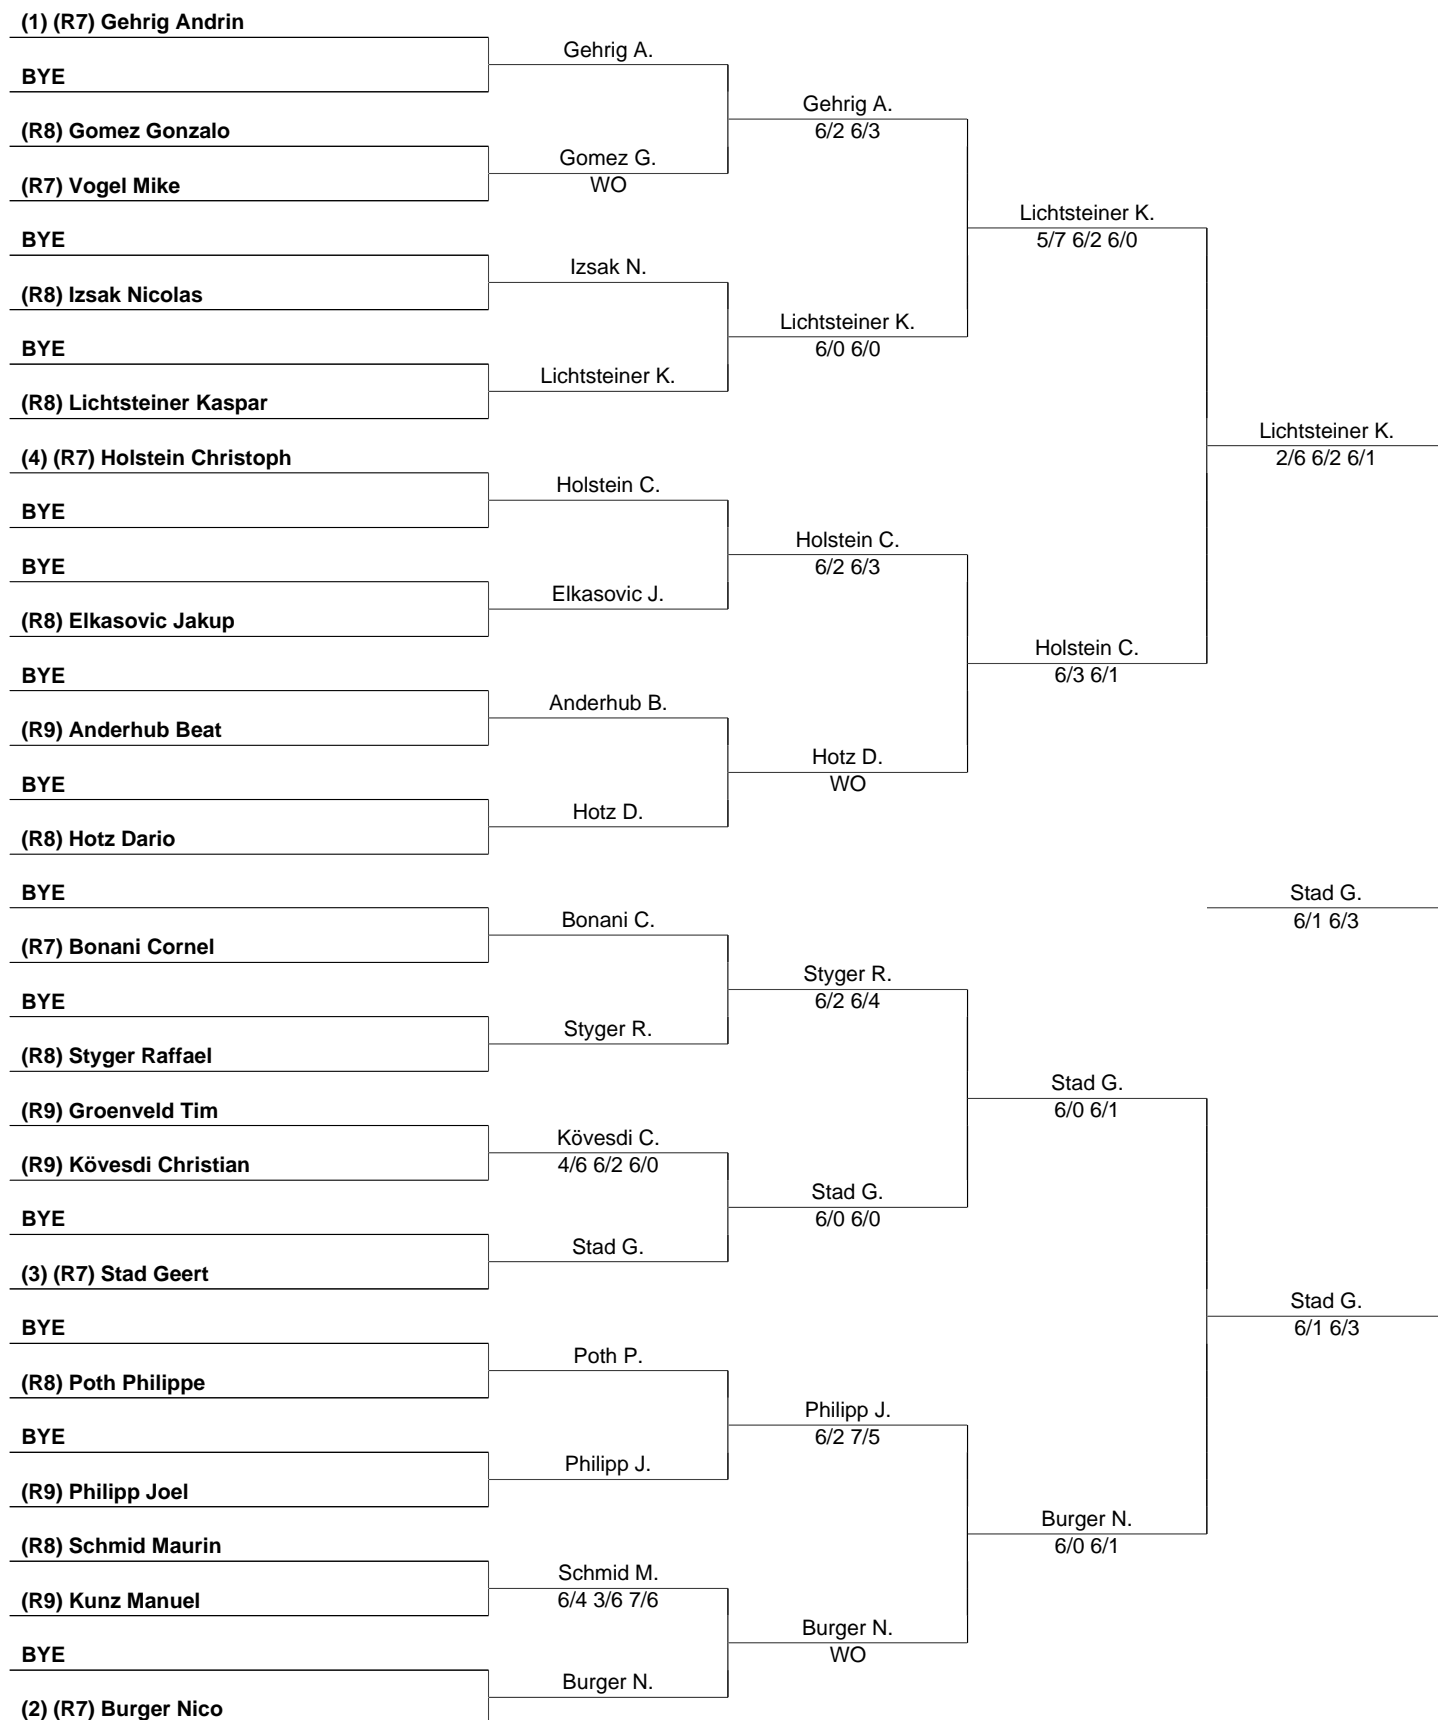 (1) (R7) Gehrig Andrin
Gehrig A.
BYE
Gehrig A.
6/2 6/3
(R8) Gomez Gonzalo
Gomez G.
WO
(R7) Vogel Mike
Lichtsteiner K.
5/7 6/2 6/0
BYE
Izsak N.
(R8) Izsak Nicolas
Lichtsteiner K.
6/0 6/0
BYE
Lichtsteiner K.
(R8) Lichtsteiner Kaspar
Lichtsteiner K.
2/6 6/2 6/1
(4) (R7) Holstein Christoph
Holstein C.
BYE
Holstein C.
6/2 6/3
BYE
Elkasovic J.
(R8) Elkasovic Jakup
Holstein C.
6/3 6/1
BYE
Anderhub B.
(R9) Anderhub Beat
Hotz D.
WO
BYE
Hotz D.
(R8) Hotz Dario
BYE
Stad G.
6/1 6/3
Bonani C.
(R7) Bonani Cornel
Styger R.
6/2 6/4
BYE
Styger R.
(R8) Styger Raffael
Stad G.
6/0 6/1
(R9) Groenveld Tim
Kövesdi C.
4/6 6/2 6/0
(R9) Kövesdi Christian
Stad G.
6/0 6/0
BYE
Stad G.
(3) (R7) Stad Geert
Stad G.
6/1 6/3
BYE
Poth P.
(R8) Poth Philippe
Philipp J.
6/2 7/5
BYE
Philipp J.
(R9) Philipp Joel
Burger N.
6/0 6/1
(R8) Schmid Maurin
Schmid M.
6/4 3/6 7/6
(R9) Kunz Manuel
Burger N.
WO
BYE
Burger N.
(2) (R7) Burger Nico